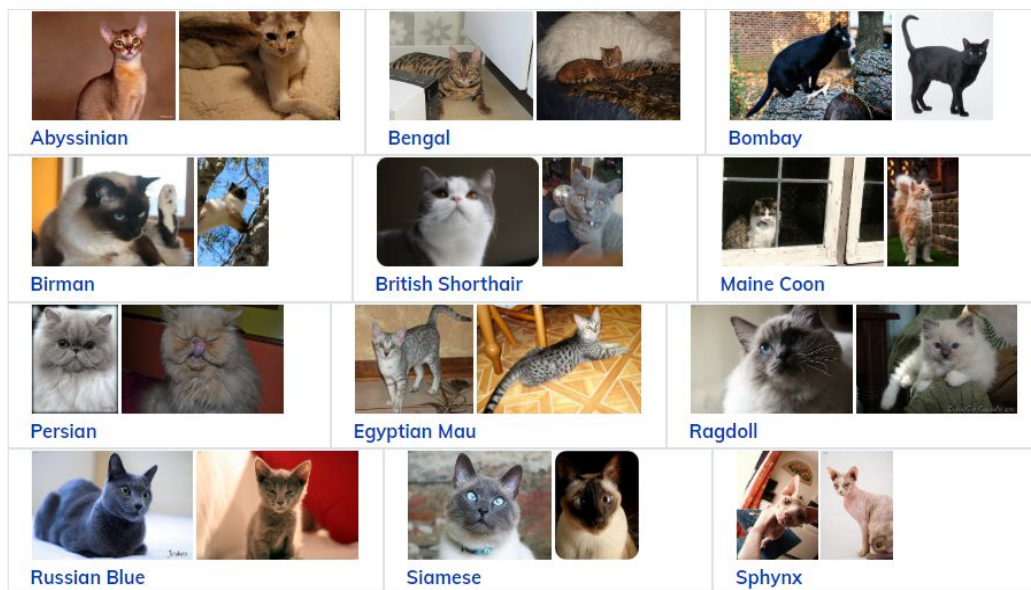 Abyssinian
Bengal
Bombay
Birman
British Shorthair
Maine Coon
Persian
Egyptian Mau
Ragdoll
Russian Blue
Siamese
Sphynx